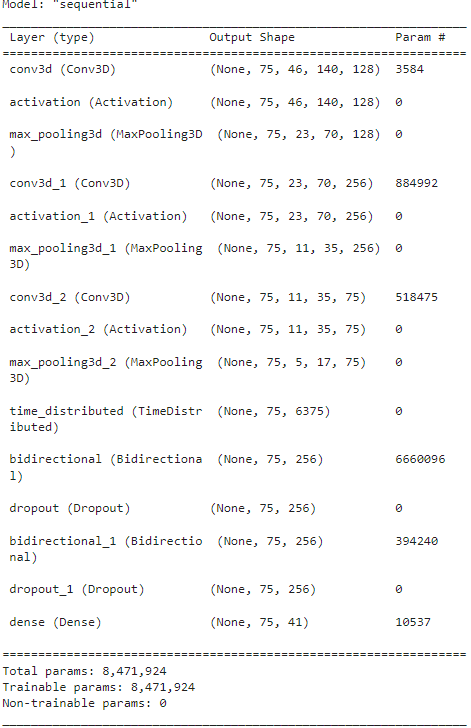 Model: "sequential"
_________________________________________________________________
Layer (type) Output Shape Param #
=================================================================
conv3d (Conv3D) (None, 75, 46, 140, 128) 3584
activation (Activation) (None, 75, 46, 140, 128) 0
max_pooling3d (MaxPooling3D (None, 75, 23, 70, 128) 0
)
conv3d_1 (Conv3D) (None, 75, 23, 70, 256) 884992
activation_1 (Activation) (None, 75, 23, 70, 256) 0
max_pooling3d_1 (MaxPooling (None, 75, 11, 35, 256) 0
3D)
conv3d_2 (Conv3D) (None, 75, 11, 35, 75) 518475
activation_2 (Activation) (None, 75, 11, 35, 75) 0
max_pooling3d_2 (MaxPooling (None, 75, 5, 17, 75) 0
3D)
time_distributed (TimeDistr (None, 75, 6375) 0
ibuted)
bidirectional (Bidirectiona (None, 75, 256) 6660096
l)
dropout (Dropout) (None, 75, 256) 0
bidirectional_1 (Bidirectio (None, 75, 256) 394240
nal)
dropout_1 (Dropout) (None, 75, 256) 0
dense (Dense) (None, 75, 41) 10537
=================================================================
Total params: 8,471,924
Trainable params: 8,471,924
Non-trainable params: 0
_________________________________________________________________